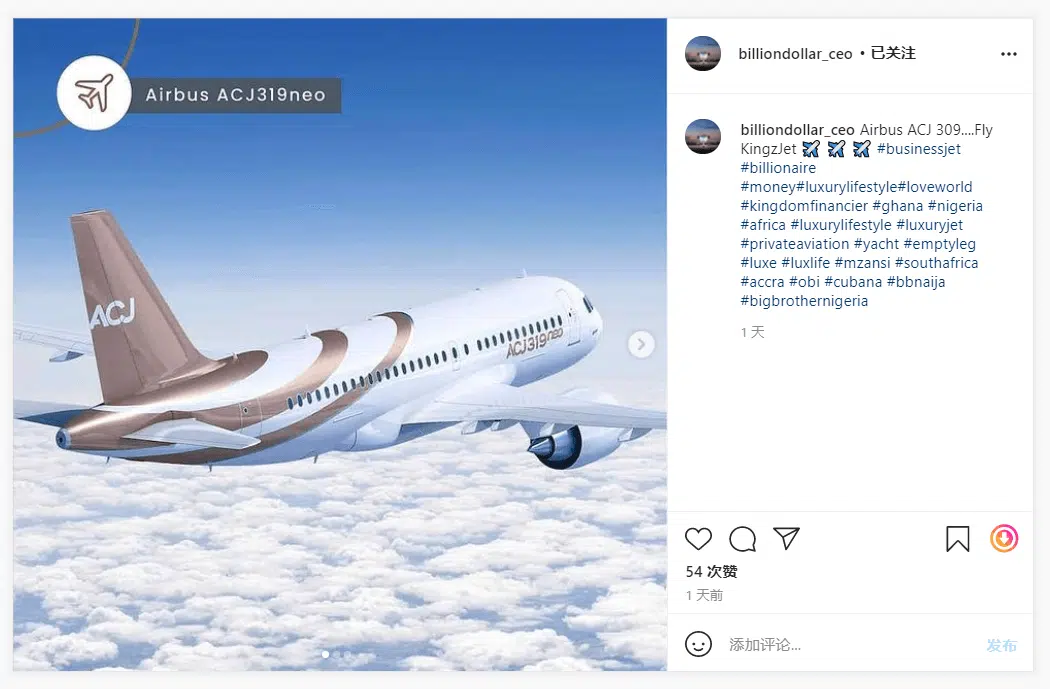 Airbus ACJ319neo
ACJ
ACJ319neo
billiondollar_ceo • 已关注
billiondollar_ceo Airbus ACJ 309....Fly
KingzJet ✈️ ✈️ ✈️ #businessjet
#billionaire
#money#luxurylifestyle#loveworld
#kingdomfinancier #ghana #nigeria
#africa #luxurylifestyle #luxuryjet
#privateaviation #yacht #emptyleg
#luxe #luxlife #mzansi #southafrica
#accra #obi #cubana #bbnaija
#bigbrothernigeria
1 天
54 次赞
1 天前
添加评论...
发布